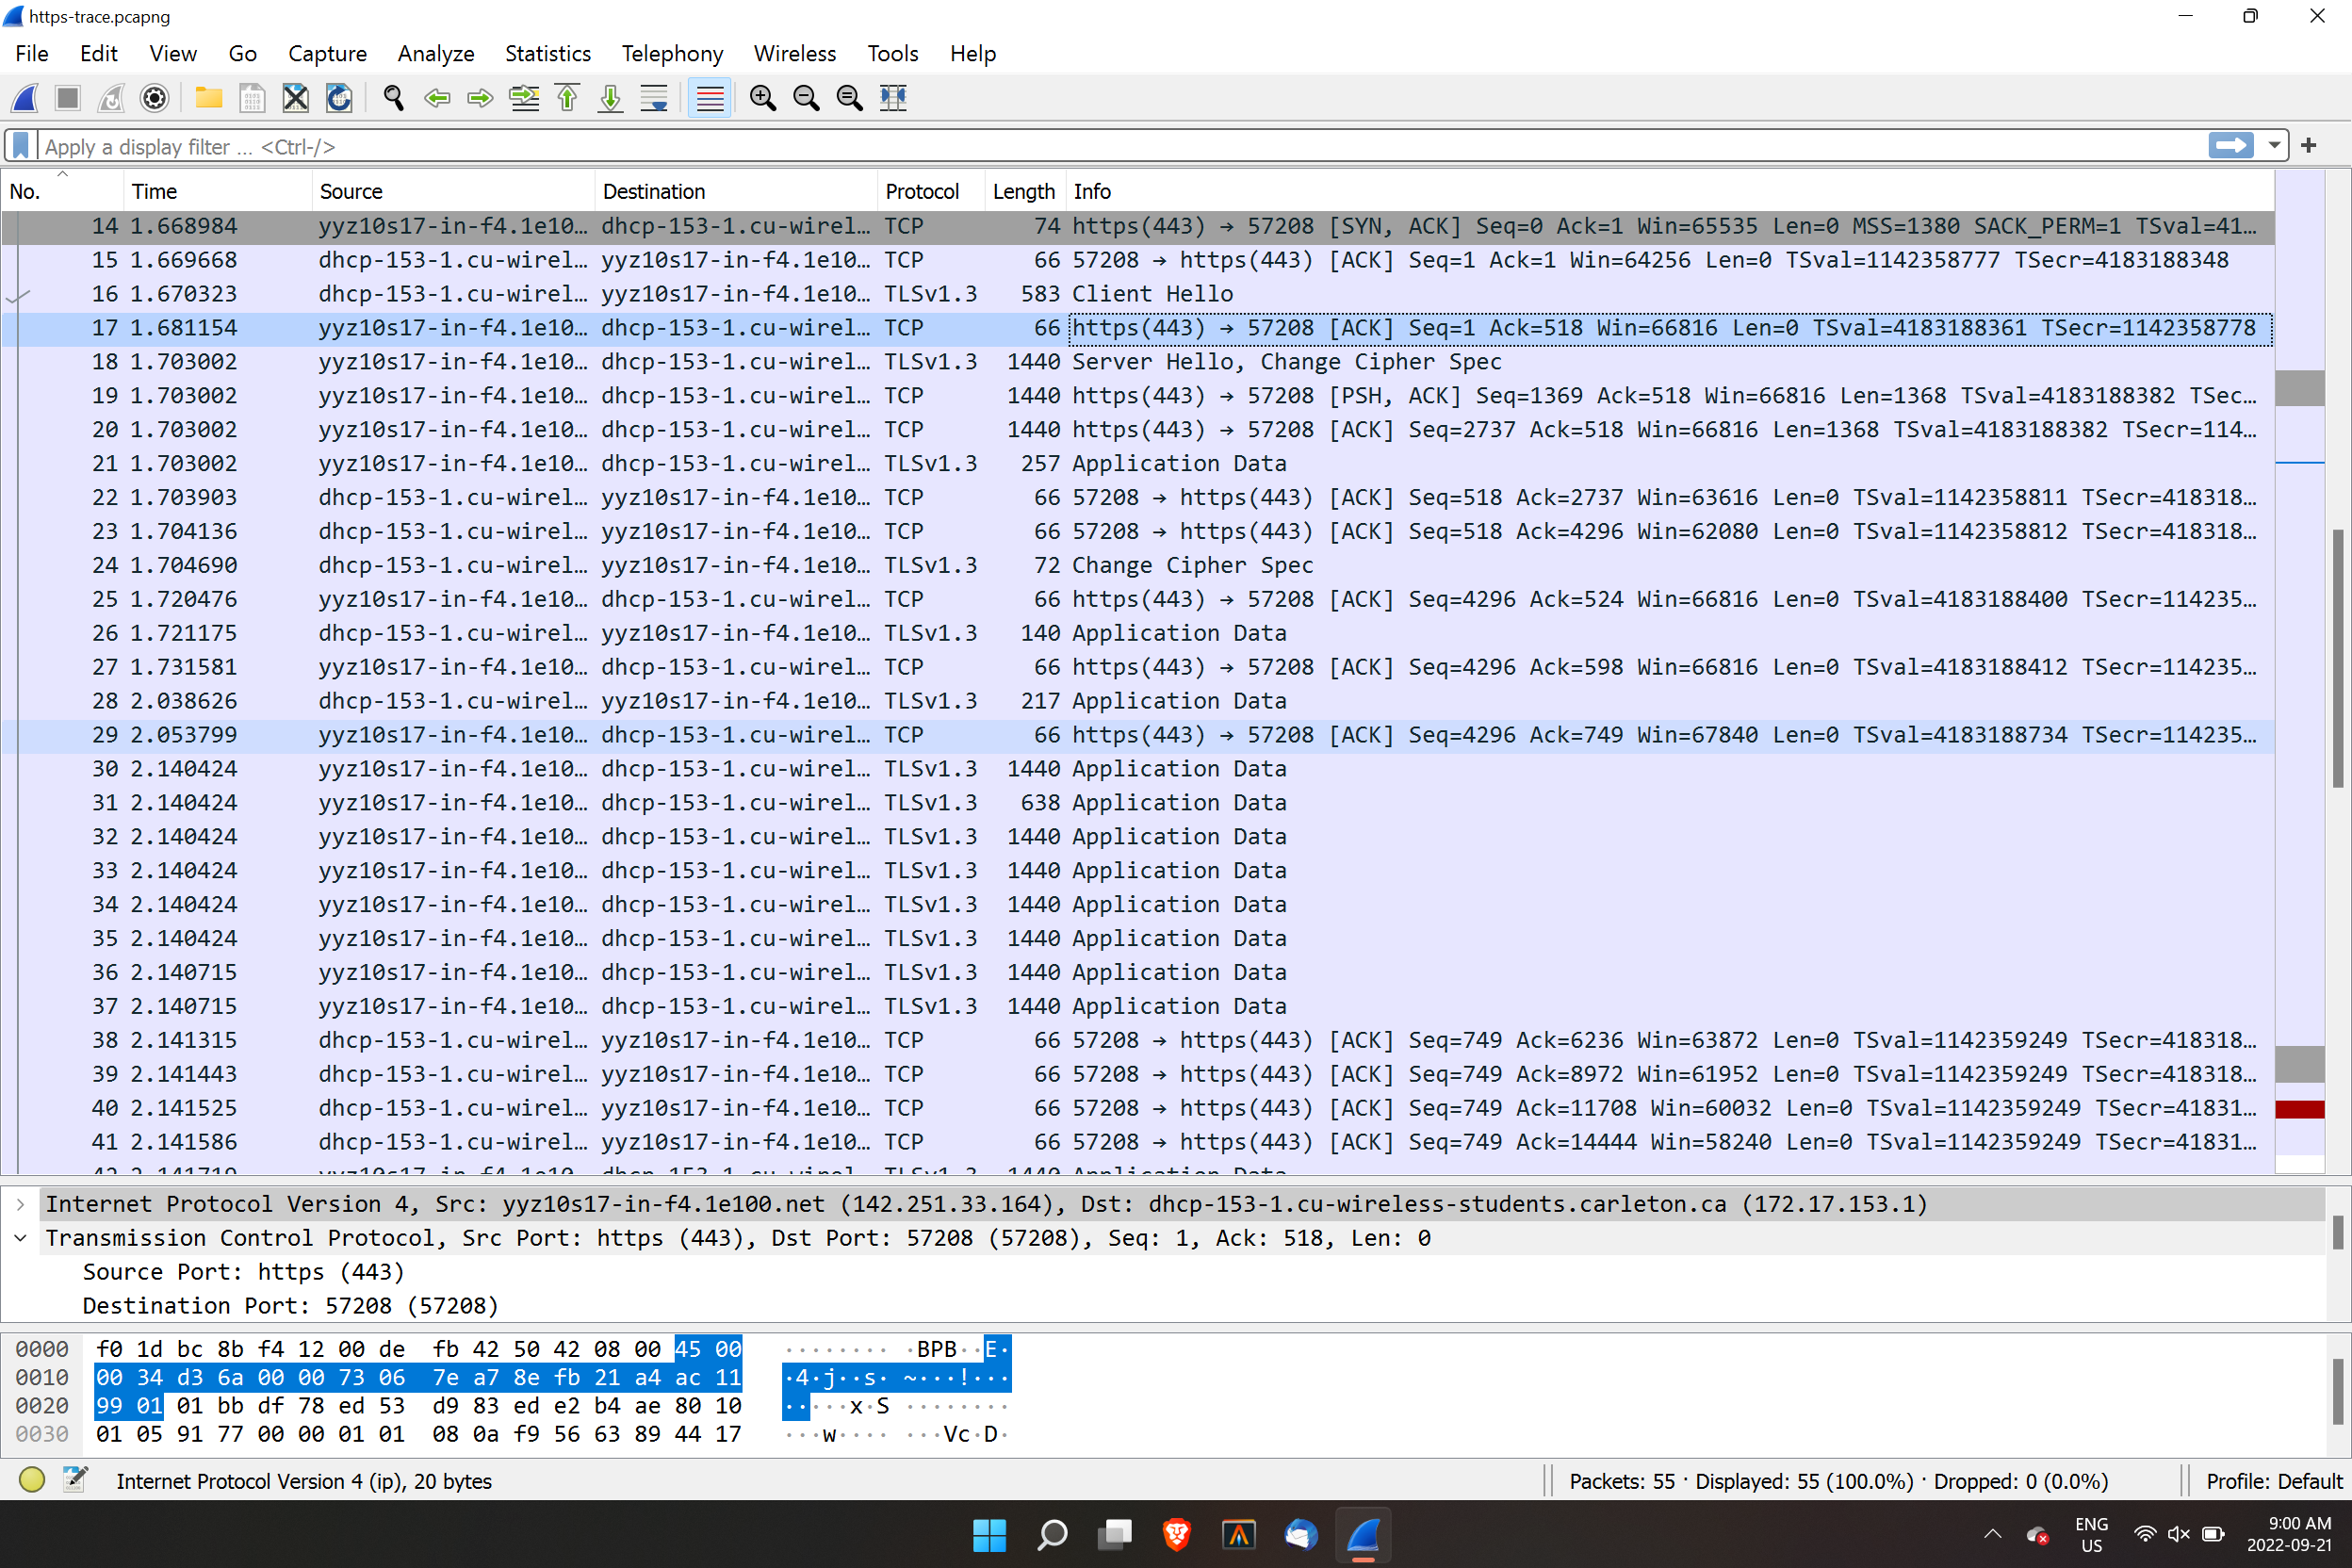 https-trace.pcapng
File Edit View Go Capture Analyze Statistics Telephony Wireless Tools Help
Apply a display filter … <Ctrl-/>
No. Time Source Destination Protocol Length Info
14 1.668984 yyz10s17-in-f4.1e10… dhcp-153-1.cu-wirel… TCP 74 https(443) → 57208 [SYN, ACK] Seq=0 Ack=1 Win=65535 Len=0 MSS=1380 SACK_PERM=1 TSval=41…
15 1.669668 dhcp-153-1.cu-wirel… yyz10s17-in-f4.1e10… TCP 66 57208 → https(443) [ACK] Seq=1 Ack=1 Win=64256 Len=0 TSval=1142358777 TSecr=4183188348
16 1.670323 dhcp-153-1.cu-wirel… yyz10s17-in-f4.1e10… TLSv1.3 583 Client Hello
17 1.681154 yyz10s17-in-f4.1e10… dhcp-153-1.cu-wirel… TCP 66 https(443) → 57208 [ACK] Seq=1 Ack=518 Win=66816 Len=0 TSval=4183188361 TSecr=1142358778
18 1.703002 yyz10s17-in-f4.1e10… dhcp-153-1.cu-wirel… TLSv1.3 1440 Server Hello, Change Cipher Spec
19 1.703002 yyz10s17-in-f4.1e10… dhcp-153-1.cu-wirel… TCP 1440 https(443) → 57208 [PSH, ACK] Seq=1369 Ack=518 Win=66816 Len=1368 TSval=4183188382 TSec…
20 1.703002 yyz10s17-in-f4.1e10… dhcp-153-1.cu-wirel… TCP 1440 https(443) → 57208 [ACK] Seq=2737 Ack=518 Win=66816 Len=1368 TSval=4183188382 TSecr=114…
21 1.703002 yyz10s17-in-f4.1e10… dhcp-153-1.cu-wirel… TLSv1.3 257 Application Data
22 1.703903 dhcp-153-1.cu-wirel… yyz10s17-in-f4.1e10… TCP 66 57208 → https(443) [ACK] Seq=518 Ack=2737 Win=63616 Len=0 TSval=1142358811 TSecr=418318…
23 1.704136 dhcp-153-1.cu-wirel… yyz10s17-in-f4.1e10… TCP 66 57208 → https(443) [ACK] Seq=518 Ack=4296 Win=62080 Len=0 TSval=1142358812 TSecr=418318…
24 1.704690 dhcp-153-1.cu-wirel… yyz10s17-in-f4.1e10… TLSv1.3 72 Change Cipher Spec
25 1.720476 yyz10s17-in-f4.1e10… dhcp-153-1.cu-wirel… TCP 66 https(443) → 57208 [ACK] Seq=4296 Ack=524 Win=66816 Len=0 TSval=4183188400 TSecr=114235…
26 1.721175 dhcp-153-1.cu-wirel… yyz10s17-in-f4.1e10… TLSv1.3 140 Application Data
27 1.731581 yyz10s17-in-f4.1e10… dhcp-153-1.cu-wirel… TCP 66 https(443) → 57208 [ACK] Seq=4296 Ack=598 Win=66816 Len=0 TSval=4183188412 TSecr=114235…
28 2.038626 dhcp-153-1.cu-wirel… yyz10s17-in-f4.1e10… TLSv1.3 217 Application Data
29 2.053799 yyz10s17-in-f4.1e10… dhcp-153-1.cu-wirel… TCP 66 https(443) → 57208 [ACK] Seq=4296 Ack=749 Win=67840 Len=0 TSval=4183188734 TSecr=114235…
30 2.140424 yyz10s17-in-f4.1e10… dhcp-153-1.cu-wirel… TLSv1.3 1440 Application Data
31 2.140424 yyz10s17-in-f4.1e10… dhcp-153-1.cu-wirel… TLSv1.3 638 Application Data
32 2.140424 yyz10s17-in-f4.1e10… dhcp-153-1.cu-wirel… TLSv1.3 1440 Application Data
33 2.140424 yyz10s17-in-f4.1e10… dhcp-153-1.cu-wirel… TLSv1.3 1440 Application Data
34 2.140424 yyz10s17-in-f4.1e10… dhcp-153-1.cu-wirel… TLSv1.3 1440 Application Data
35 2.140424 yyz10s17-in-f4.1e10… dhcp-153-1.cu-wirel… TLSv1.3 1440 Application Data
36 2.140715 yyz10s17-in-f4.1e10… dhcp-153-1.cu-wirel… TLSv1.3 1440 Application Data
37 2.140715 yyz10s17-in-f4.1e10… dhcp-153-1.cu-wirel… TLSv1.3 1440 Application Data
38 2.141315 dhcp-153-1.cu-wirel… yyz10s17-in-f4.1e10… TCP 66 57208 → https(443) [ACK] Seq=749 Ack=6236 Win=63872 Len=0 TSval=1142359249 TSecr=418318…
39 2.141443 dhcp-153-1.cu-wirel… yyz10s17-in-f4.1e10… TCP 66 57208 → https(443) [ACK] Seq=749 Ack=8972 Win=61952 Len=0 TSval=1142359249 TSecr=418318…
40 2.141525 dhcp-153-1.cu-wirel… yyz10s17-in-f4.1e10… TCP 66 57208 → https(443) [ACK] Seq=749 Ack=11708 Win=60032 Len=0 TSval=1142359249 TSecr=41831…
41 2.141586 dhcp-153-1.cu-wirel… yyz10s17-in-f4.1e10… TCP 66 57208 → https(443) [ACK] Seq=749 Ack=14444 Win=58240 Len=0 TSval=1142359249 TSecr=41831…
42 2.141719 yyz10s17-in-f4.1e10… dhcp-153-1.cu-wirel… TLSv1.3 1440 Application Data
Internet Protocol Version 4, Src: yyz10s17-in-f4.1e100.net (142.251.33.164), Dst: dhcp-153-1.cu-wireless-students.carleton.ca (172.17.153.1)
Transmission Control Protocol, Src Port: https (443), Dst Port: 57208 (57208), Seq: 1, Ack: 518, Len: 0
Source Port: https (443)
Destination Port: 57208 (57208)
0000 f0 1d bc 8b f4 12 00 de fb 42 50 42 08 00 45 00 ········ ·BPB··E·
0010 00 34 d3 6a 00 00 73 06 7e a7 8e fb 21 a4 ac 11 ·4·j··s· ~···!···
0020 99 01 01 bb df 78 ed 53 d9 83 ed e2 b4 ae 80 10 ·····x·S ········
0030 01 05 91 77 00 00 01 01 08 0a f9 56 63 89 44 17 ···w···· ···Vc·D·
Internet Protocol Version 4 (ip), 20 bytes
Packets: 55 · Displayed: 55 (100.0%) · Dropped: 0 (0.0%)
Profile: Default
ENG
US
9:00 AM
2022-09-21